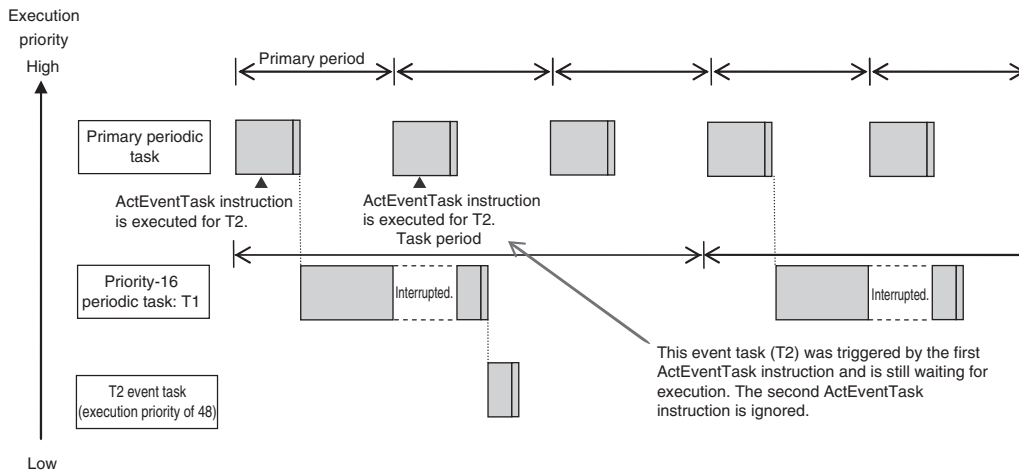 Execution
priority
High
Primary period
Primary periodic
task
ActEventTask instruction
is executed for T2.
ActEventTask instruction
is executed for T2.
Task period
Priority-16
periodic task: T1
Interrupted.
Interrupted.
This event task (T2) was triggered by the first
ActEventTask instruction and is still waiting for
execution. The second ActEventTask
instruction is ignored.
T2 event task
(execution priority of 48)
Low